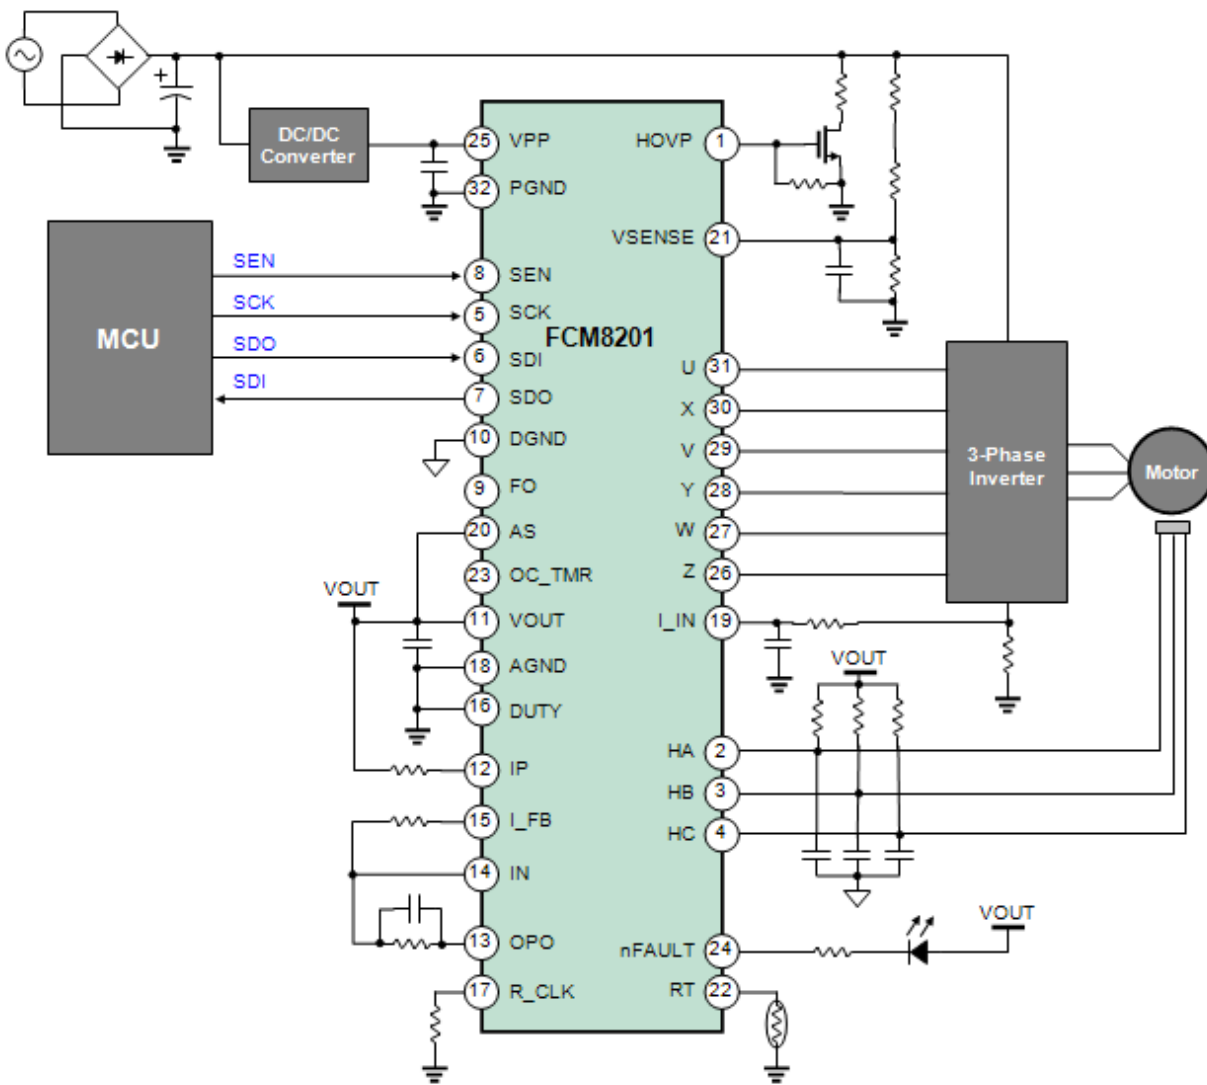 +
DC/DC
Converter
25 VPP
HOVP 1
32 PGND
VSENSE 21
SEN
8 SEN
SCK
5 SCK
FCM8201
MCU
SDO
6 SDI
SDI
7 SDO
U 31
X 30
10 DGND
V 29
3-Phase
Inverter
Motor
9 FO
Y 28
20 AS
W 27
23 OC_TMR
Z 26
VOUT
11 VOUT
I_IN 19
18 AGND
VOUT
16 DUTY
HA 2
12 IP
HB 3
15 I_FB
HC 4
14 IN
VOUT
13 OPO
nFAULT 24
17 R_CLK
RT 22